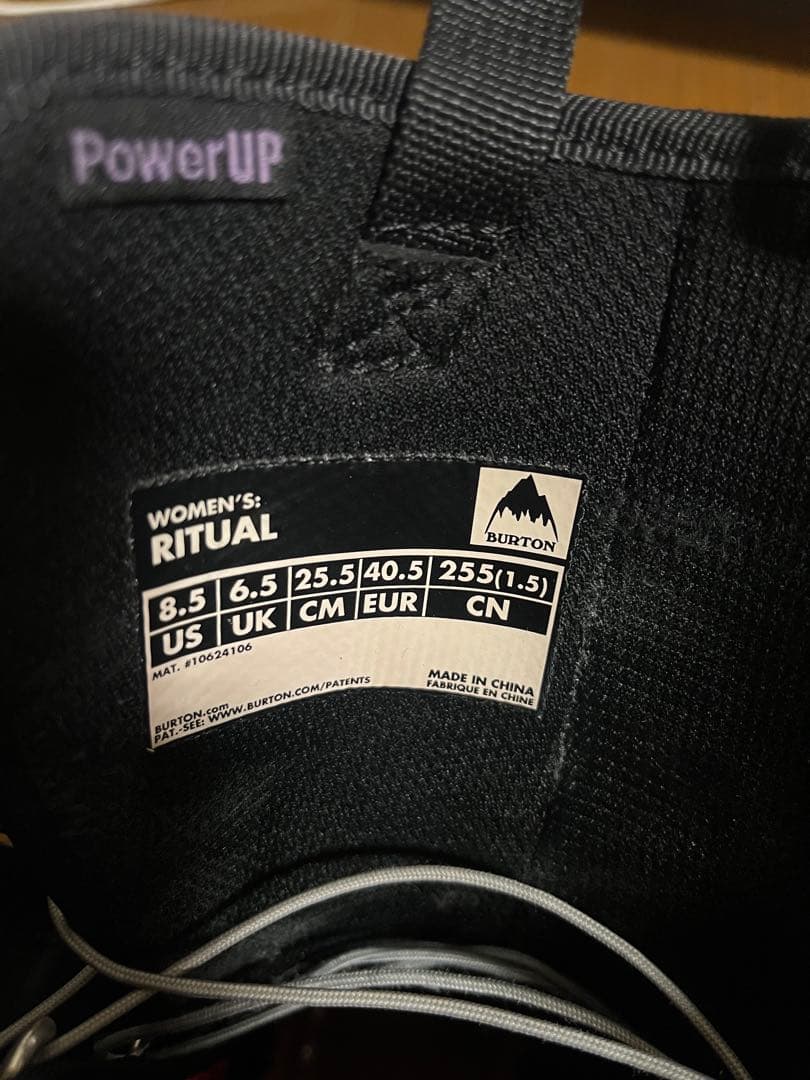 PowerUP
WOMEN'S:
RITUAL
BURTON
8.5 6.5 25.5 40.5 255(1.5)
US UK CM EUR CN
MAT. #10624106
BURTON.com
PAT.-SEE: WWW.BURTON.COM/PATENTS
MADE IN CHINA
FABRIQUE EN CHINE